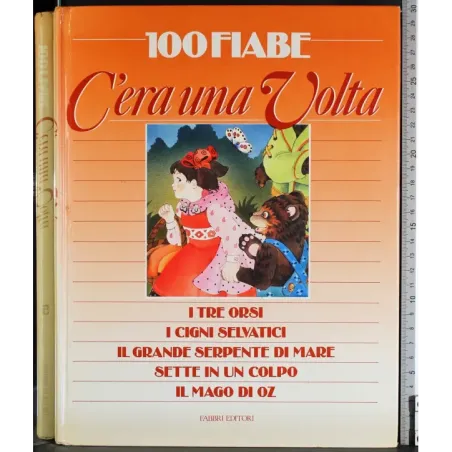 100 FIABE
C'era una Volta
I TRE ORSI
I CIGNI SELVATICI
IL GRANDE SERPENTE DI MARE
SETTE IN UN COLPO
IL MAGO DI OZ
FABBRI EDITORI